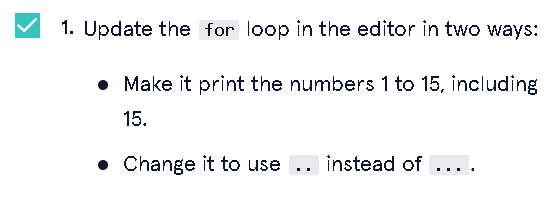 1. Update the for loop in the editor in two ways:
• Make it print the numbers 1 to 15, including
15.
• Change it to use .. instead of ... .